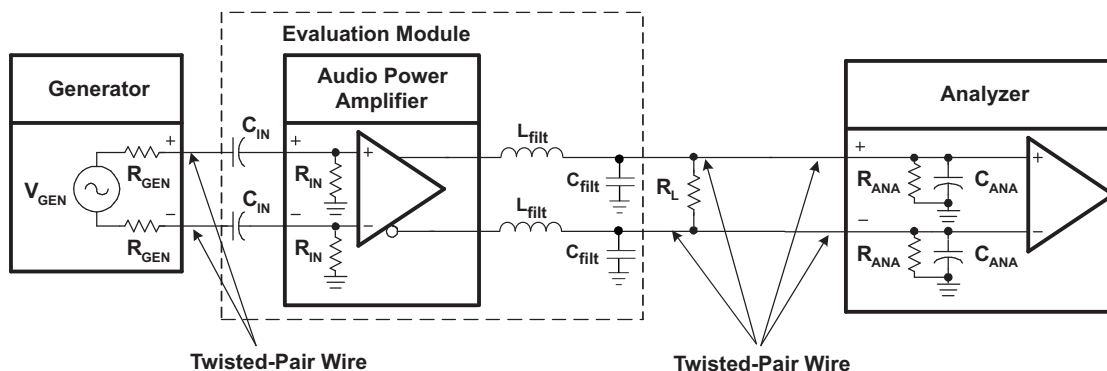 Evaluation Module
Generator
Audio Power
Amplifier
Analyzer
C_IN
L_filt
+
+
+
+
+
R_GEN
R_IN
C_filt
R_L
R_ANA
C_ANA
V_GEN
−
C_IN
−
−
L_filt
−
−
R_GEN
R_IN
C_filt
R_ANA
C_ANA
Twisted-Pair Wire
Twisted-Pair Wire